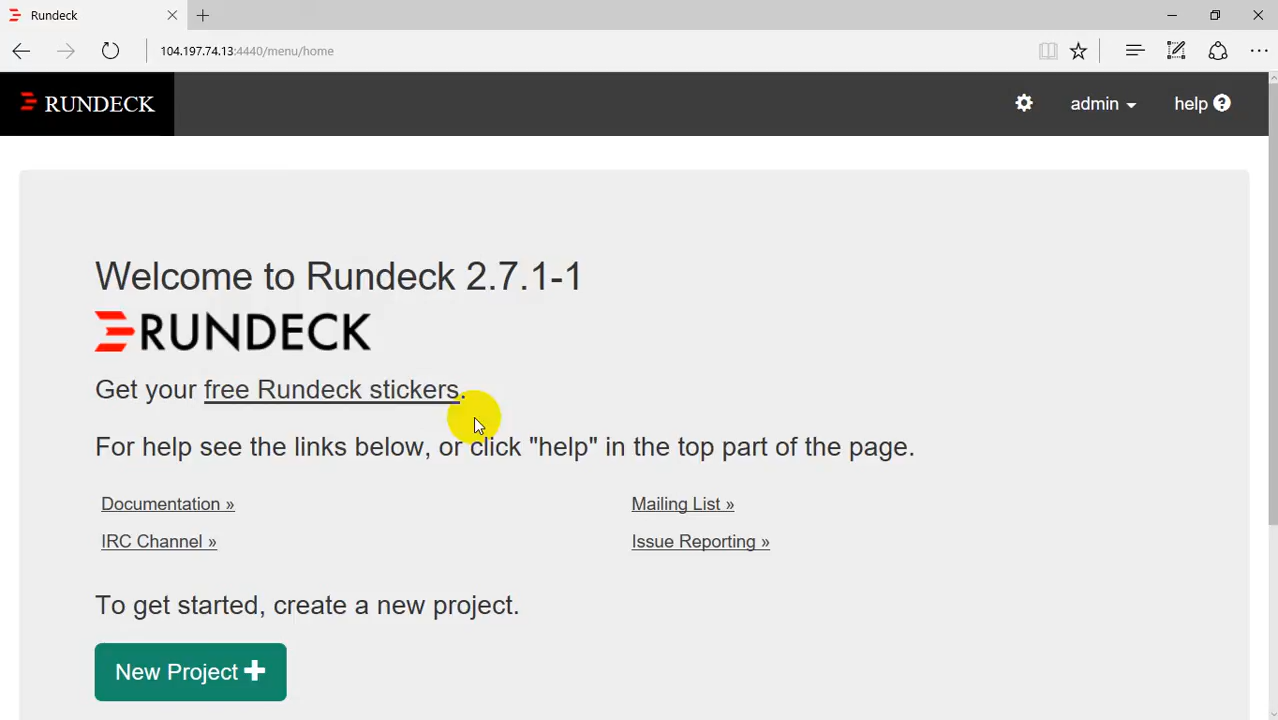 Rundeck
104.197.74.13:4440/menu/home
RUNDECK
admin
help
Welcome to Rundeck 2.7.1-1
RUNDECK
Get your free Rundeck stickers.
For help see the links below, or click "help" in the top part of the page.
Documentation »
Mailing List »
IRC Channel »
Issue Reporting »
To get started, create a new project.
New Project